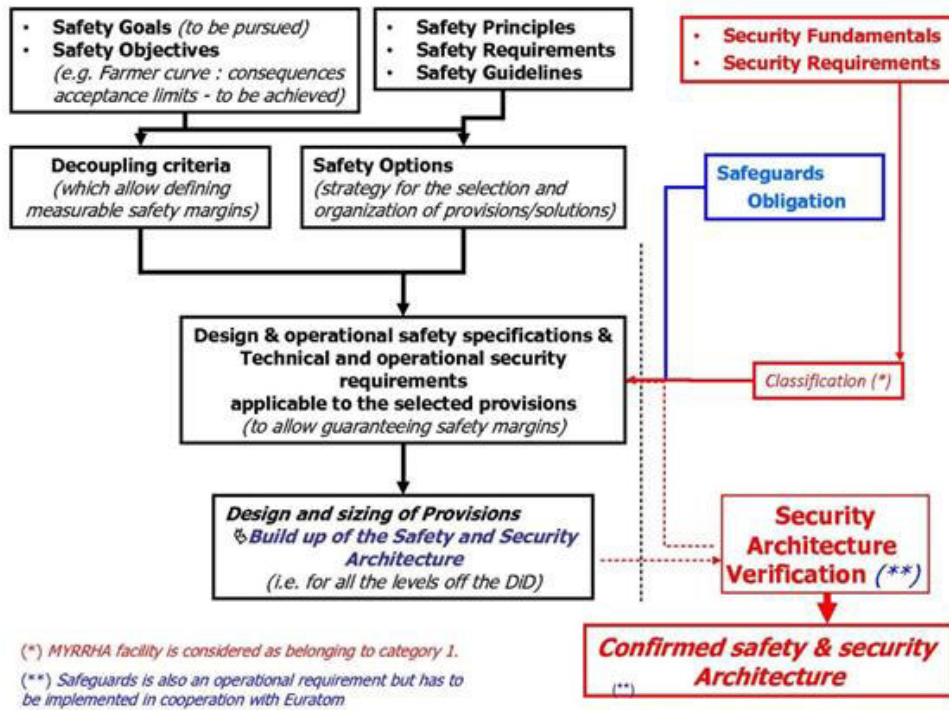 • Safety Goals (to be pursued)
• Safety Objectives
(e.g. Farmer curve : consequences
acceptance limits - to be achieved)
• Safety Principles
• Safety Requirements
• Safety Guidelines
• Security Fundamentals
• Security Requirements
Decoupling criteria
(which allow defining
measurable safety margins)
Safety Options
(strategy for the selection and
organization of provisions/solutions)
Safeguards
Obligation
Design & operational safety specifications &
Technical and operational security
requirements
applicable to the selected provisions
(to allow guaranteeing safety margins)
Classification (*)
Design and sizing of Provisions
Build up of the Safety and Security
Architecture
(i.e. for all the levels off the DiD)
Security
Architecture
Verification (**)
Confirmed safety & security
Architecture
(**)
(*) MYRRHA facility is considered as belonging to category 1.
(**) Safeguards is also an operational requirement but has to
be implemented in cooperation with Euratom